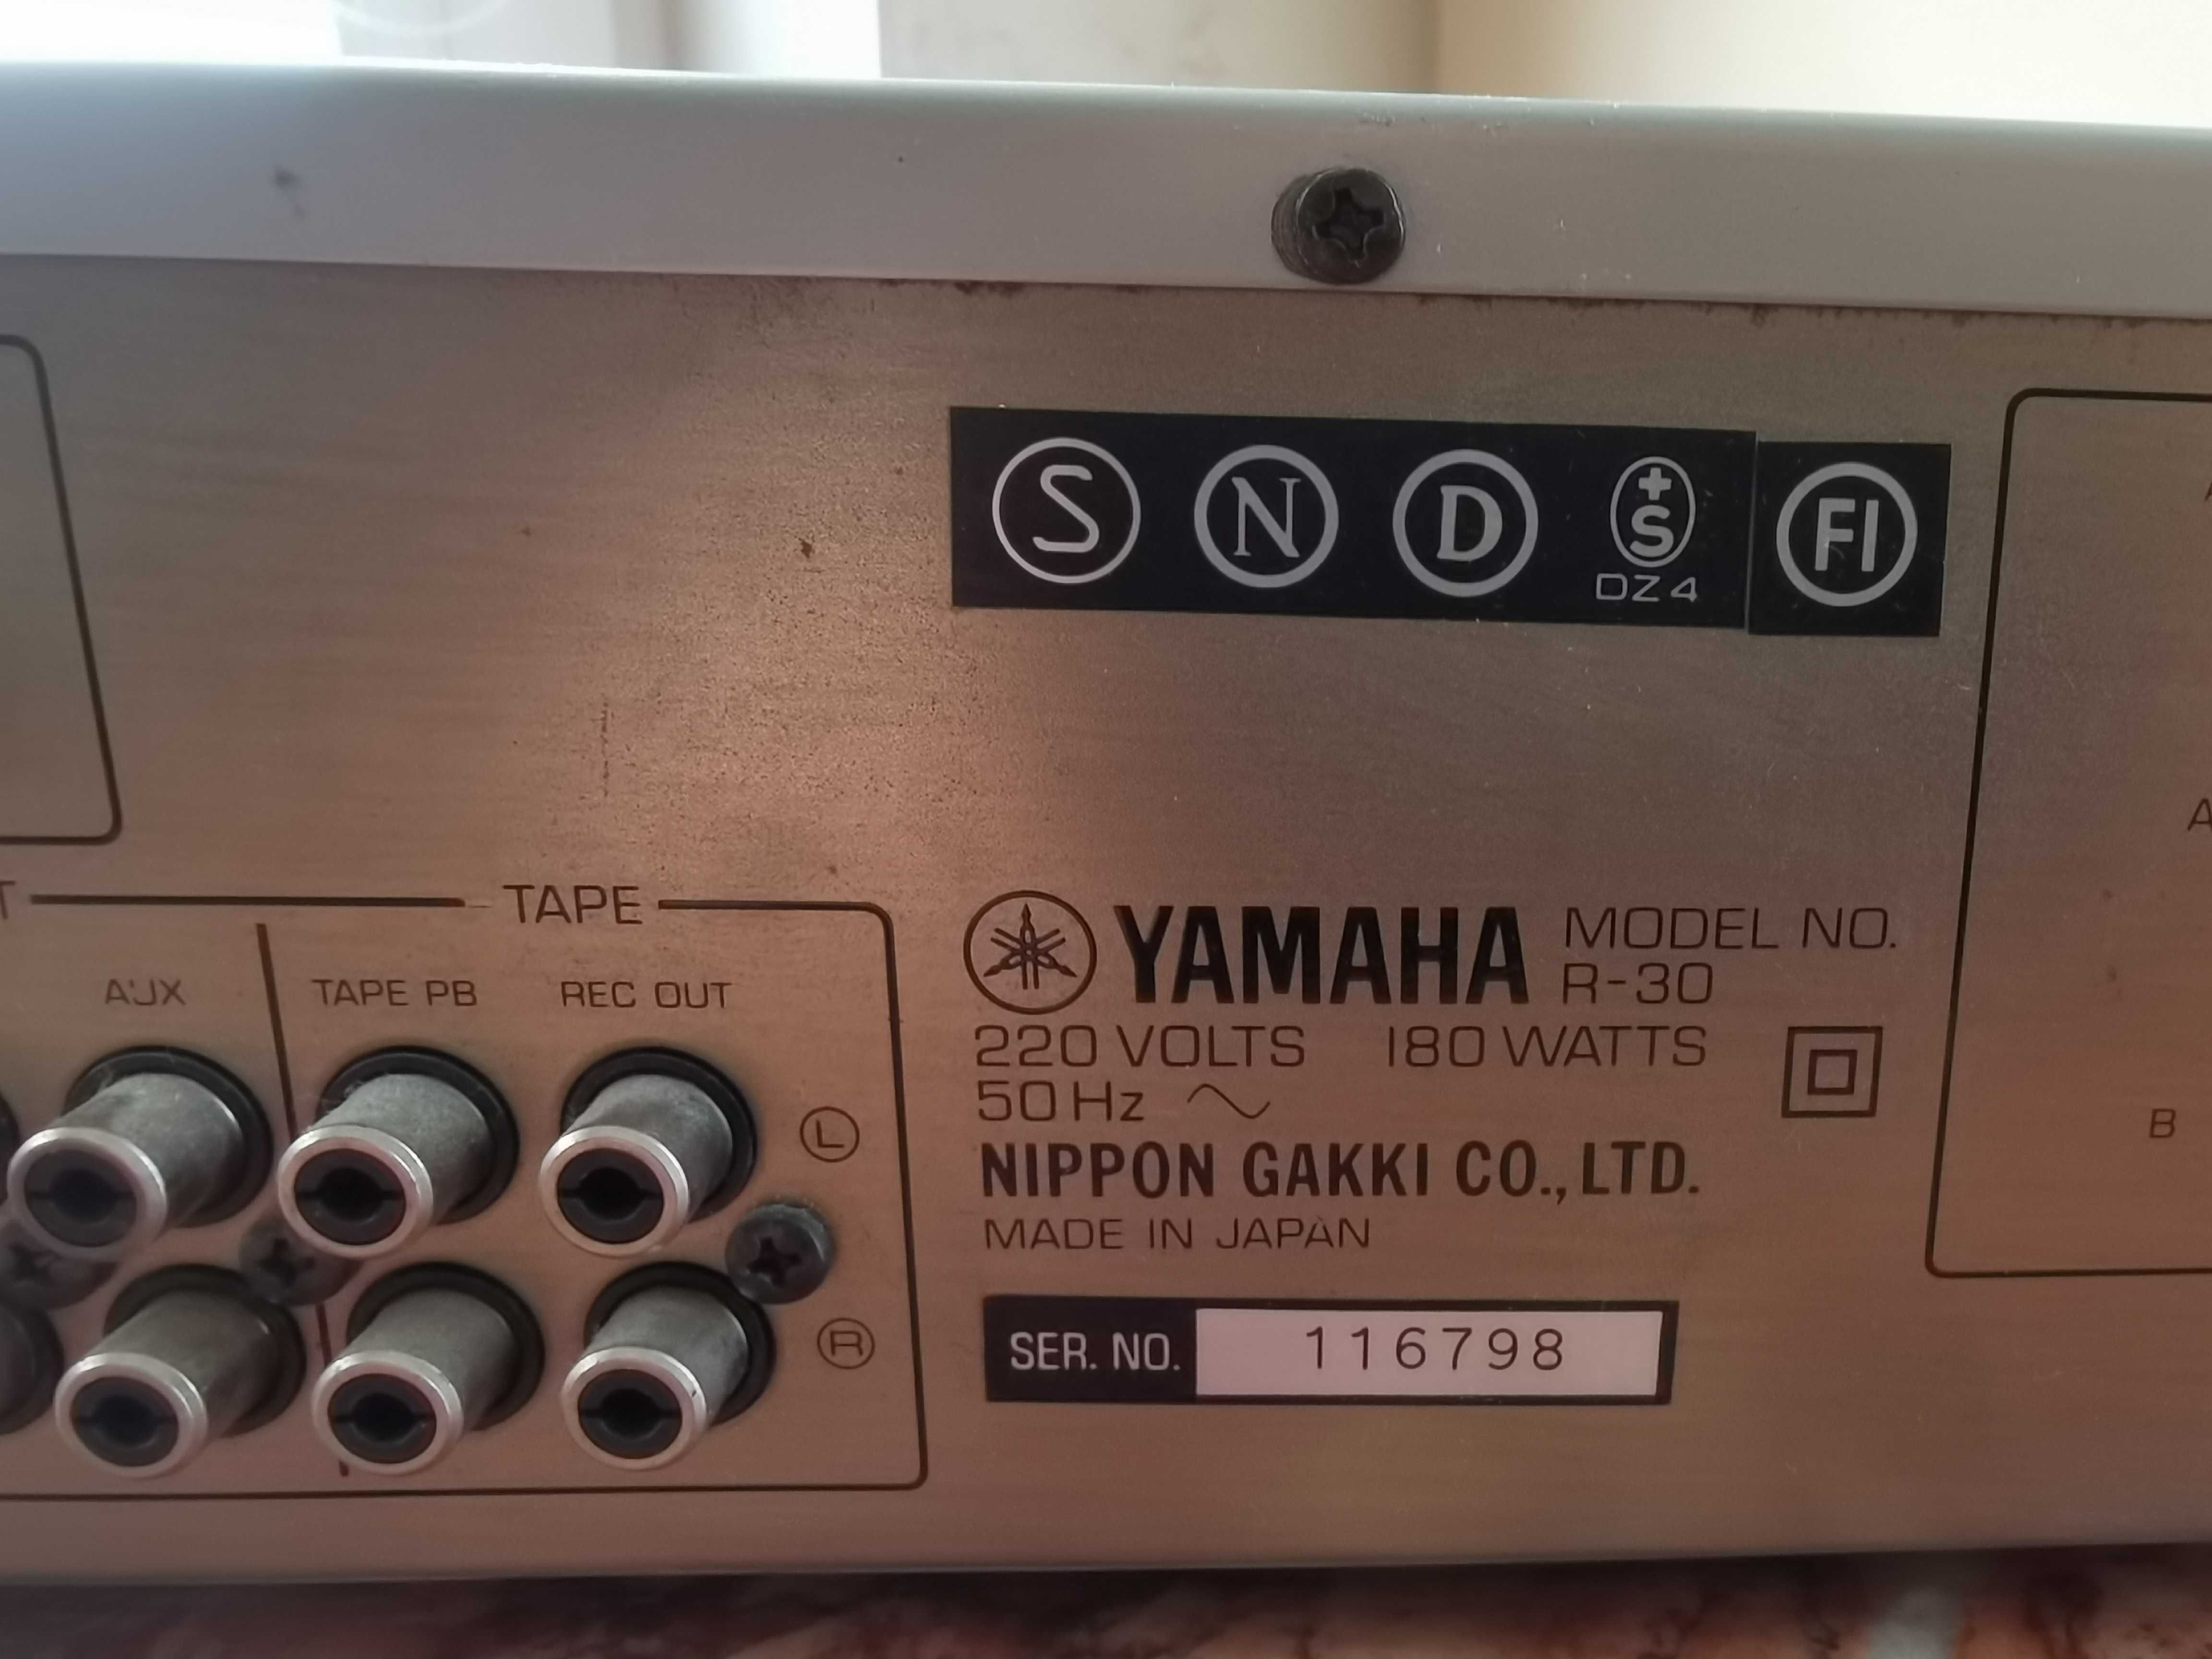 S N D +S FI
DZ4
TAPE
AUX TAPE PB REC OUT
L
R
YAMAHA MODEL NO.
R-30
220 VOLTS 180 WATTS
50 Hz ~
NIPPON GAKKI CO., LTD.
MADE IN JAPAN
SER. NO. 116798
A
B